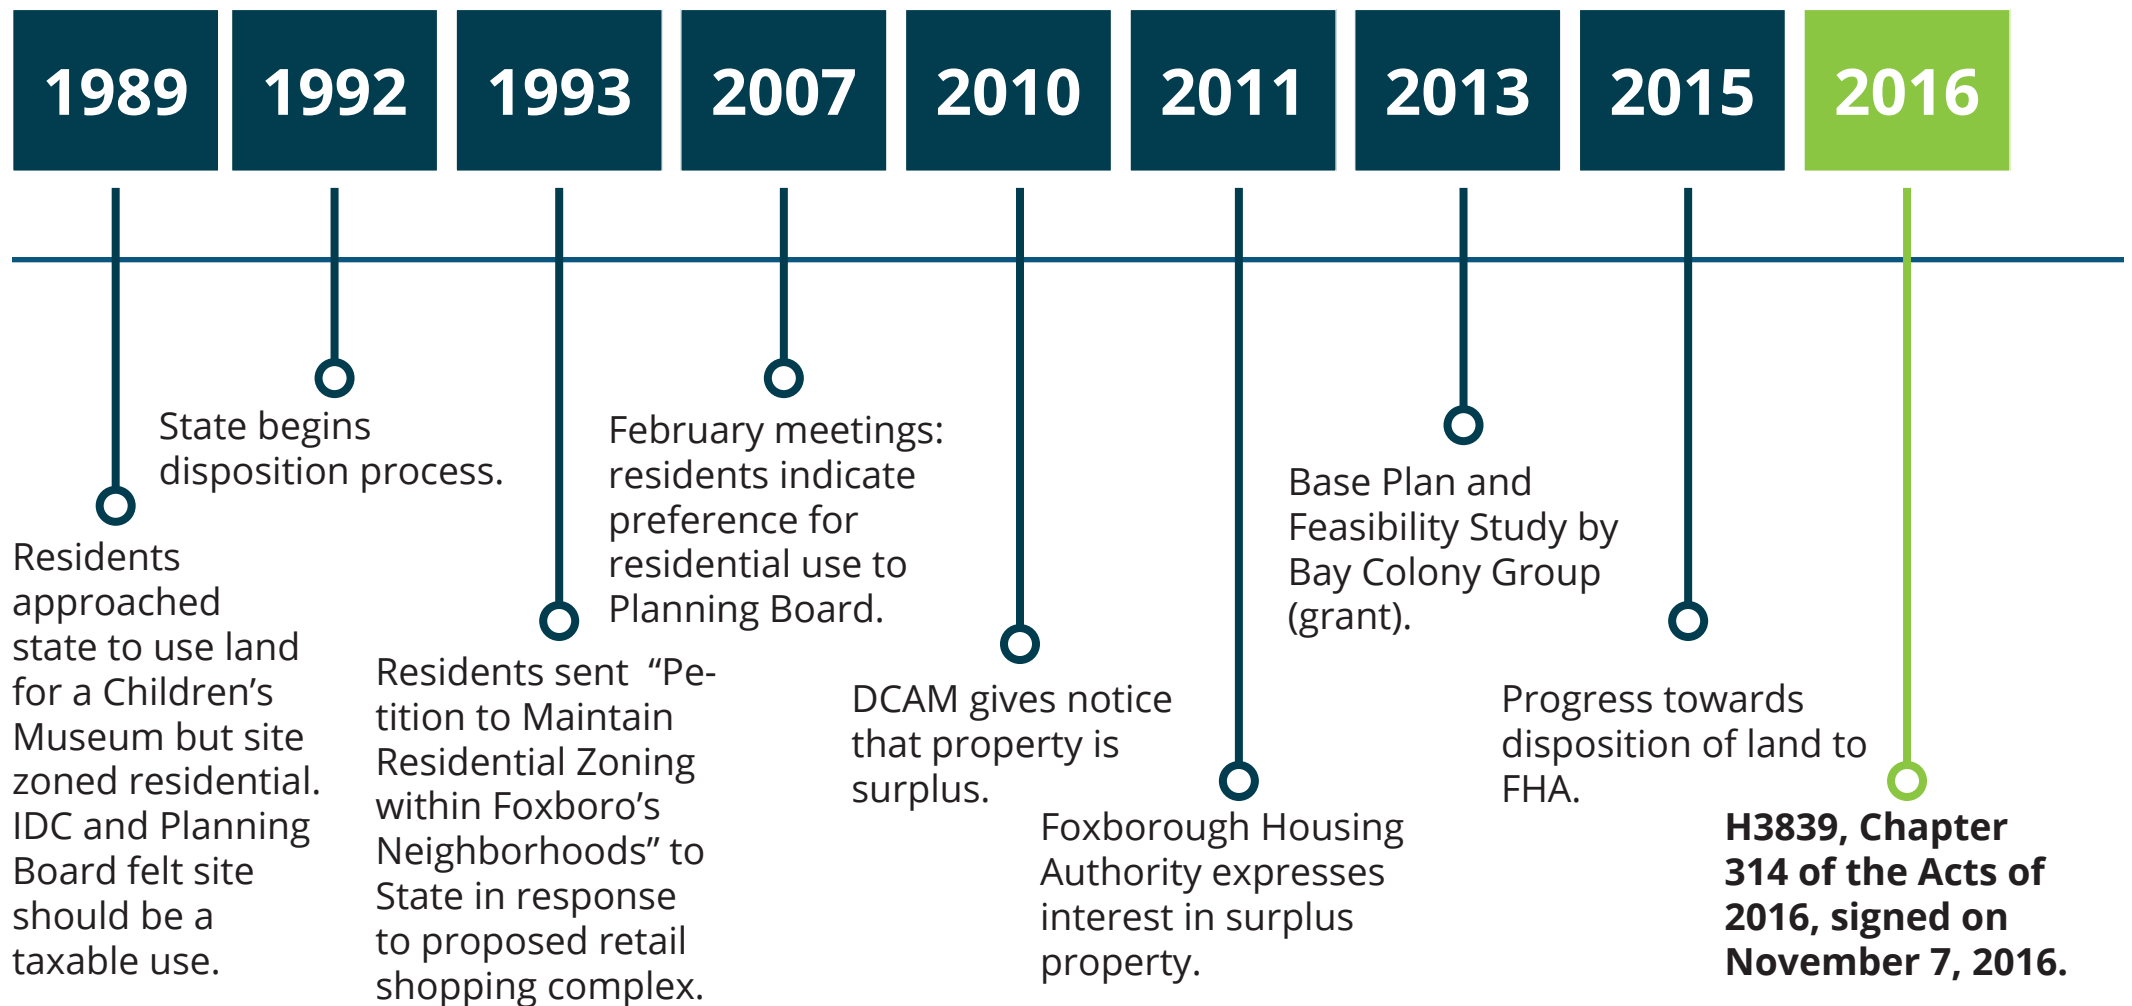 1989
1992
1993
2007
2010
2011
2013
2015
2016
Residents
approached
state to use land
for a Children’s
Museum but site
zoned residential.
IDC and Planning
Board felt site
should be a
taxable use.
State begins
disposition process.
Residents sent “Pe-
tition to Maintain
Residential Zoning
within Foxboro’s
Neighborhoods” to
State in response
to proposed retail
shopping complex.
February meetings:
residents indicate
preference for
residential use to
Planning Board.
DCAM gives notice
that property is
surplus.
Foxborough Housing
Authority expresses
interest in surplus
property.
Base Plan and
Feasibility Study by
Bay Colony Group
(grant).
Progress towards
disposition of land to
FHA.
H3839, Chapter
314 of the Acts of
2016, signed on
November 7, 2016.